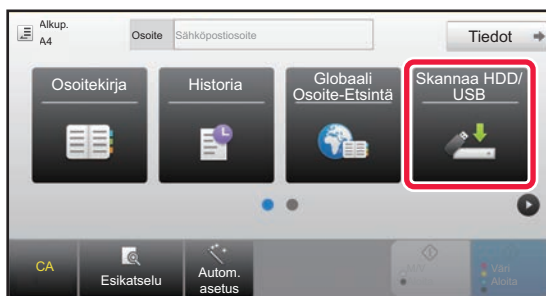 Alkup.
A4
Osoite
Sähköpostiosoite
Tiedot
Osoitekirja
Historia
Globaali
Osoite-Etsintä
Skannaa HDD/
USB
CA
Esikatselu
Autom.
asetus
Väri
Aloita